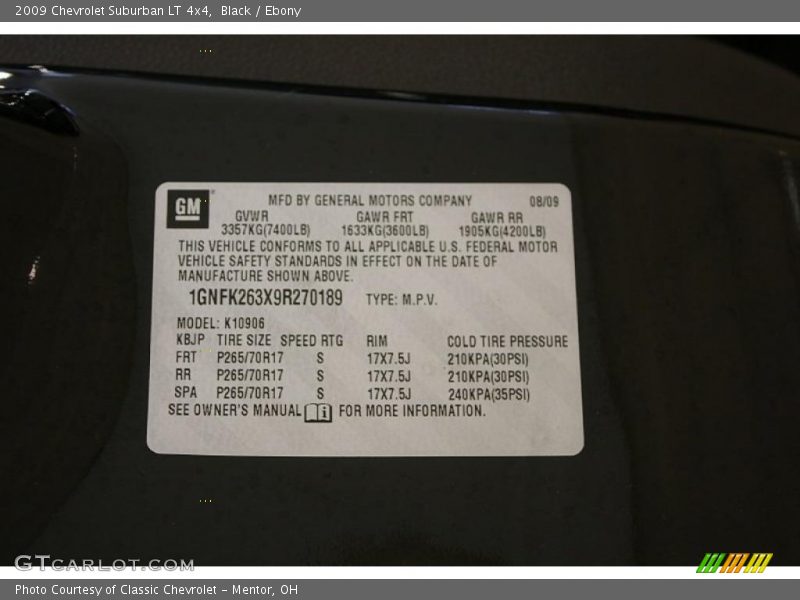 2009 Chevrolet Suburban LT 4x4, Black / Ebony
GM MFD BY GENERAL MOTORS COMPANY 08/09
GVWR GAWR FRT GAWR RR
3357KG(7400LB) 1633KG(3600LB) 1905KG(4200LB)
THIS VEHICLE CONFORMS TO ALL APPLICABLE U.S. FEDERAL MOTOR
VEHICLE SAFETY STANDARDS IN EFFECT ON THE DATE OF
MANUFACTURE SHOWN ABOVE.
1GNFK263X9R270189 TYPE: M.P.V.
MODEL: K10906
KBJP TIRE SIZE SPEED RTG RIM COLD TIRE PRESSURE
FRT P265/70R17 S 17X7.5J 210KPA(30PSI)
RR P265/70R17 S 17X7.5J 210KPA(30PSI)
SPA P265/70R17 S 17X7.5J 240KPA(35PSI)
SEE OWNER'S MANUAL i FOR MORE INFORMATION.
GTCARLOT.COM
Photo Courtesy of Classic Chevrolet - Mentor, OH